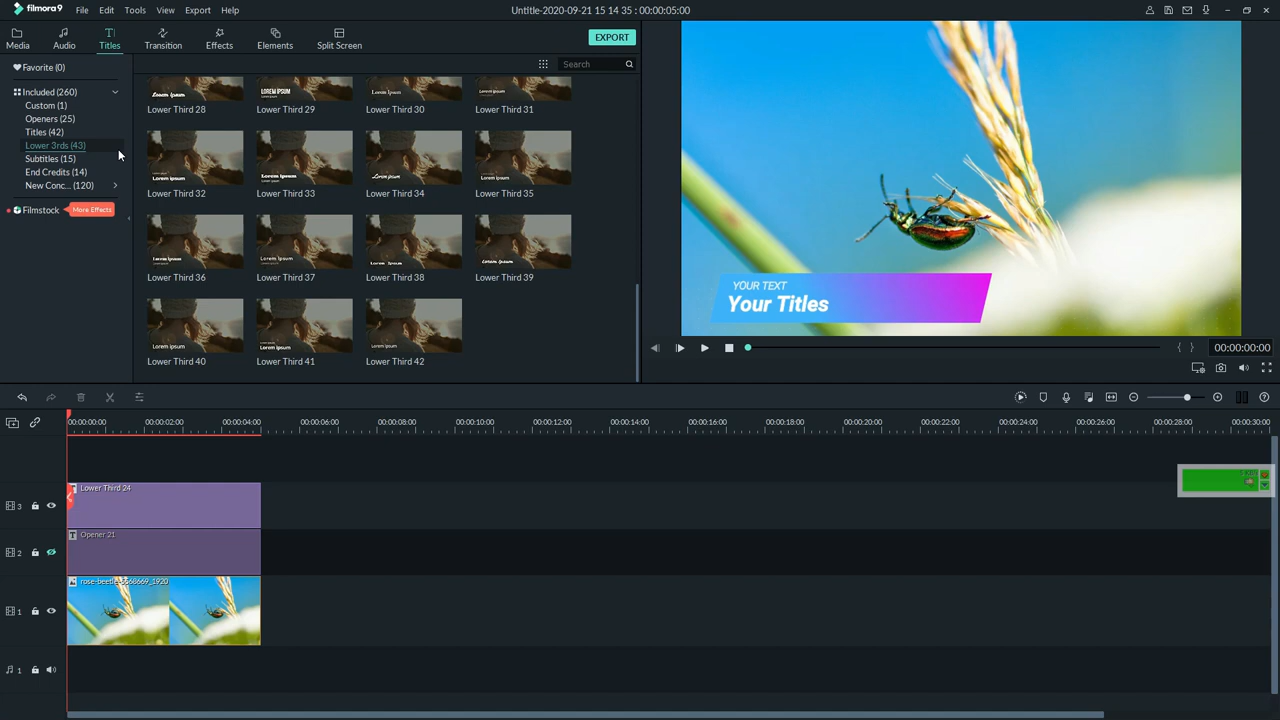 filmora9 File Edit Tools View Export Help Untitle-2020-09-21 15 14 35 : 00:00:05:00
Media Audio Titles Transition Effects Elements Split Screen EXPORT
Favorite (0)
Search
Included (260)
Custom (1)
Openers (25)
Titles (42)
Lower 3rds (43)
Subtitles (15)
End Credits (14)
New Conc... (120)
Filmstock More Effects
Lower Third 28 Lower Third 29 Lower Third 30 Lower Third 31
Lower Third 32 Lower Third 33 Lower Third 34 Lower Third 35
Lower Third 36 Lower Third 37 Lower Third 38 Lower Third 39
Lower Third 40 Lower Third 41 Lower Third 42
YOUR TEXT
Your Titles
00:00:00:00
00:00:00:00 00:00:02:00 00:00:04:00 00:00:06:00 00:00:08:00 00:00:10:00 00:00:12:00 00:00:14:00 00:00:16:00 00:00:18:00 00:00:20:00 00:00:22:00 00:00:24:00 00:00:26:00 00:00:28:00 00:00:30:00
3 Lower Third 24
2 Opener 21
1
1